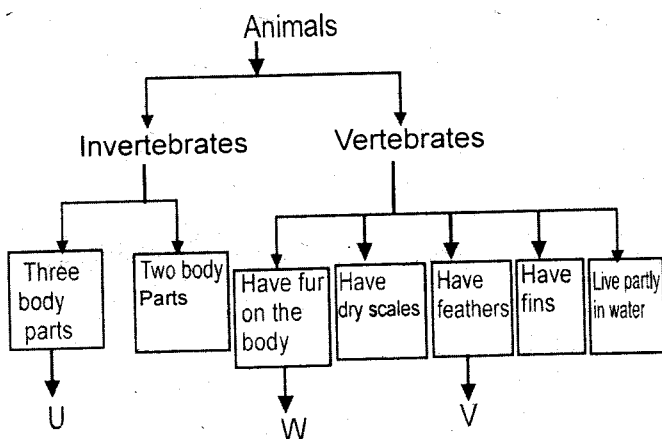 Animals
Invertebrates
Vertebrates
Three
body
parts
Two body
Parts
Have fur
on the
body
Have
dry scales
Have
feathers
Have
fins
Live partly
in water
U
W
V